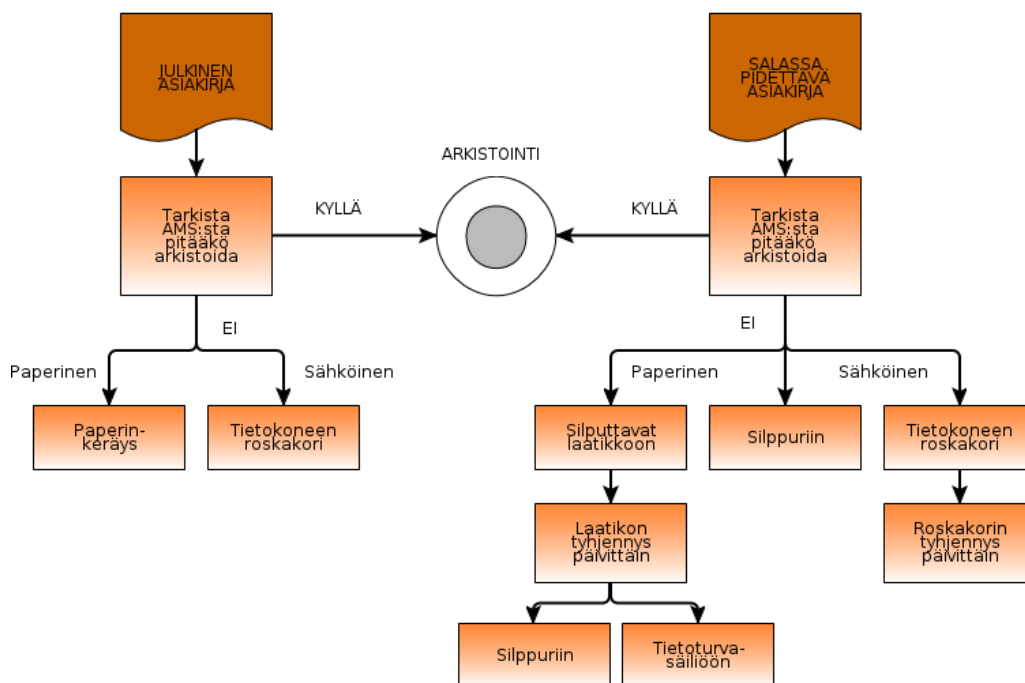 JULKINEN
ASIAKIRJA
SALASSA
PIDETTÄVÄ
ASIAKIRJA
ARKISTOINTI
Tarkista
AMS:sta
pitääkö
arkistoida
KYLLÄ
KYLLÄ
Tarkista
AMS:sta
pitääkö
arkistoida
EI
EI
Paperinen
Sähköinen
Paperinen
Sähköinen
Paperin-
keräys
Tietokoneen
roskakori
Silputtavat
laatikkoon
Silppuriin
Tietokoneen
roskakori
Laatikon
tyhjennys
päivittäin
Roskakorin
tyhjennys
päivittäin
Silppuriin
Tietoturva-
säiliöön